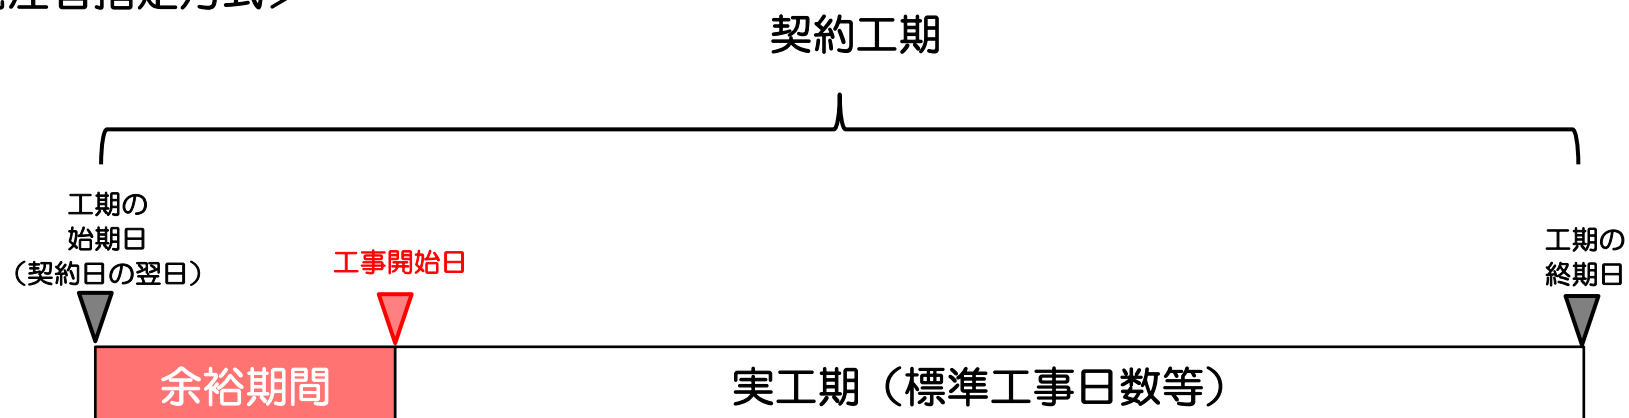 契約工期
工期の
始期日
（契約日の翌日）
工事開始日
工期の
終期日
余裕期間
実工期（標準工事日数等）